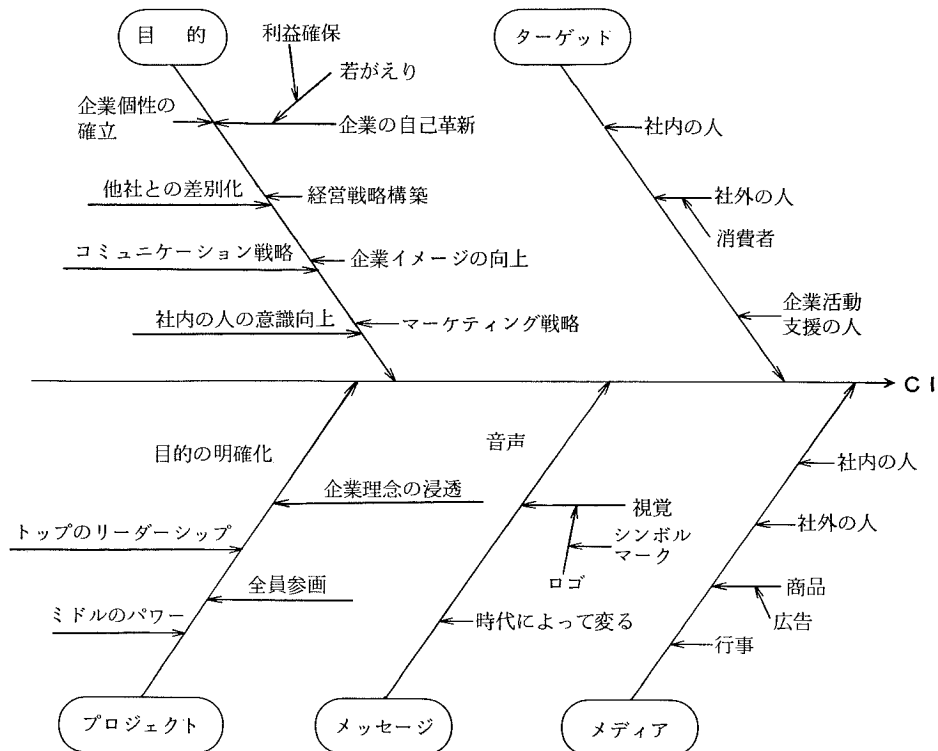 目 的
利益確保
若がえり
企業個性の
確立
企業の自己革新
他社との差別化
経営戦略構築
コミュニケーション戦略
企業イメージの向上
社内の人の意識向上
マーケティング戦略
ターゲット
社内の人
社外の人
消費者
企業活動
支援の人
CI
目的の明確化
企業理念の浸透
トップのリーダーシップ
全員参画
ミドルのパワー
プロジェクト
音声
視覚
シンボル
マーク
ロゴ
時代によって変る
メッセージ
社内の人
社外の人
商品
広告
行事
メディア